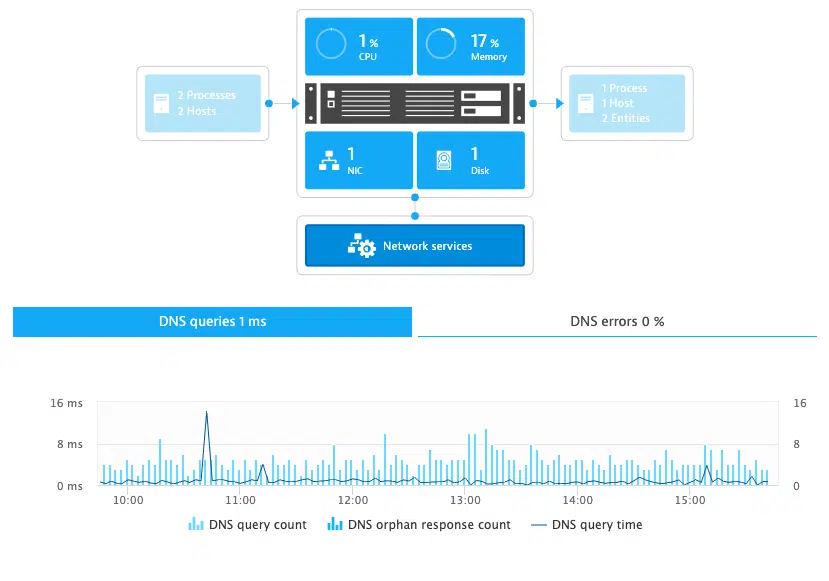 1 %
CPU
17 %
Memory
2 Processes
2 Hosts
1 Process
1 Host
2 Entities
1
NIC
1
Disk
Network services
DNS queries 1 ms
DNS errors 0 %
16 ms
16
8 ms
8
0 ms
0
10:00 11:00 12:00 13:00 14:00 15:00
DNS query count DNS orphan response count DNS query time